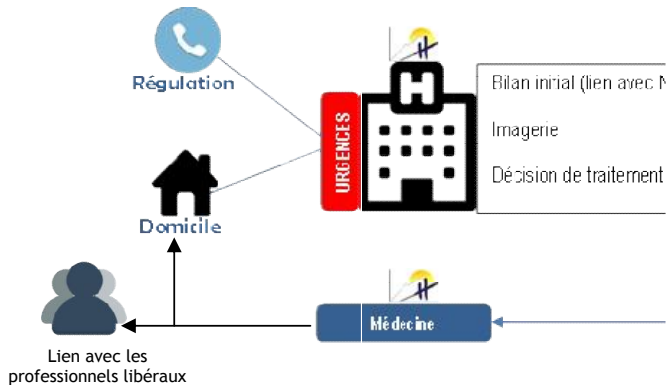 Régulation
URGENCES
Bilan initial (lien avec
Imagerie
Décision de traitement
Domicile
Médecine
Lien avec les
professionnels libéraux